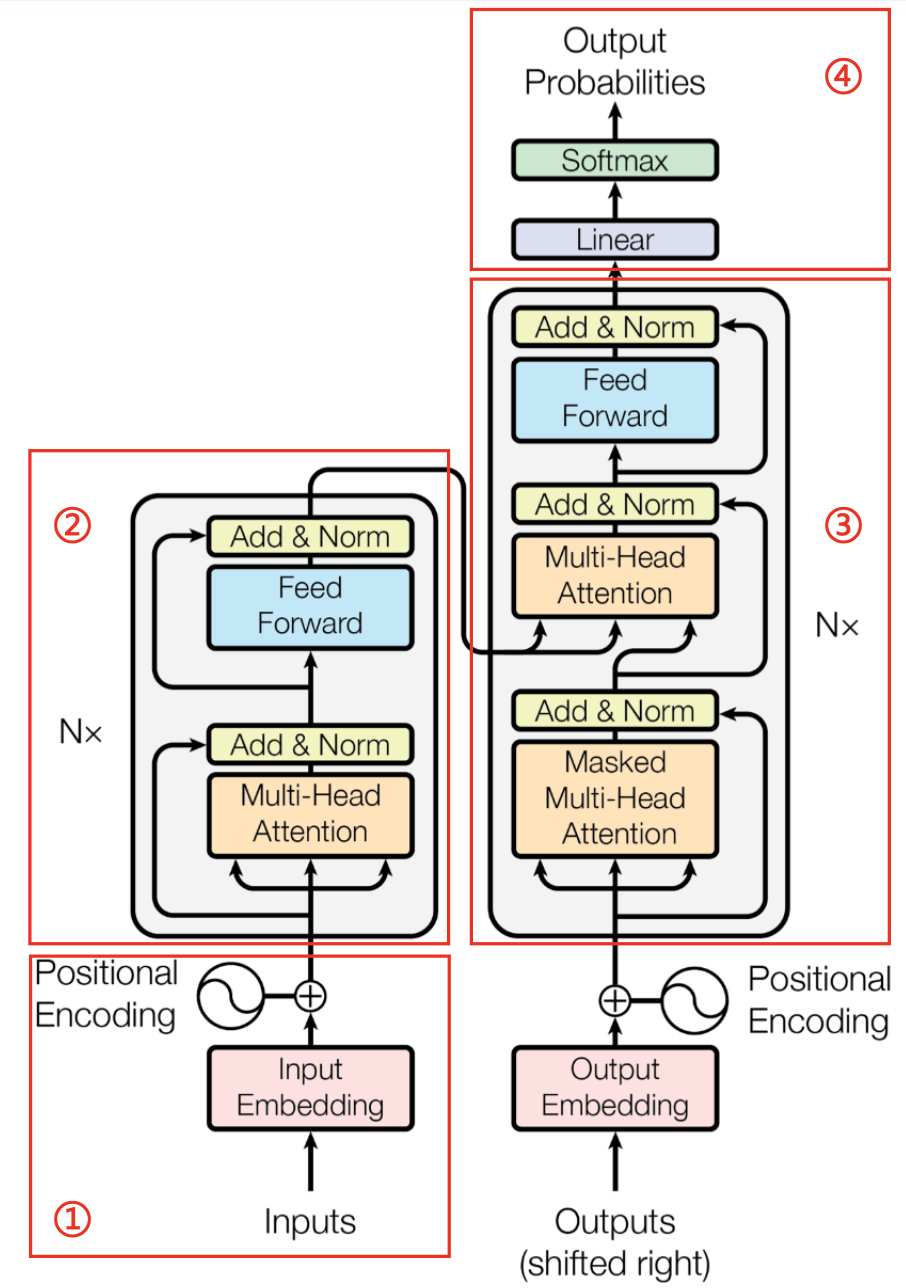 Output
Probabilities
④
Softmax
Linear
Add & Norm
Feed
Forward
Add & Norm
Multi-Head
Attention
③
N×
Add & Norm
Masked
Multi-Head
Attention
②
Add & Norm
Feed
Forward
N×
Add & Norm
Multi-Head
Attention
Positional
Encoding
Input
Embedding
①
Inputs
Positional
Encoding
Output
Embedding
Outputs
(shifted right)